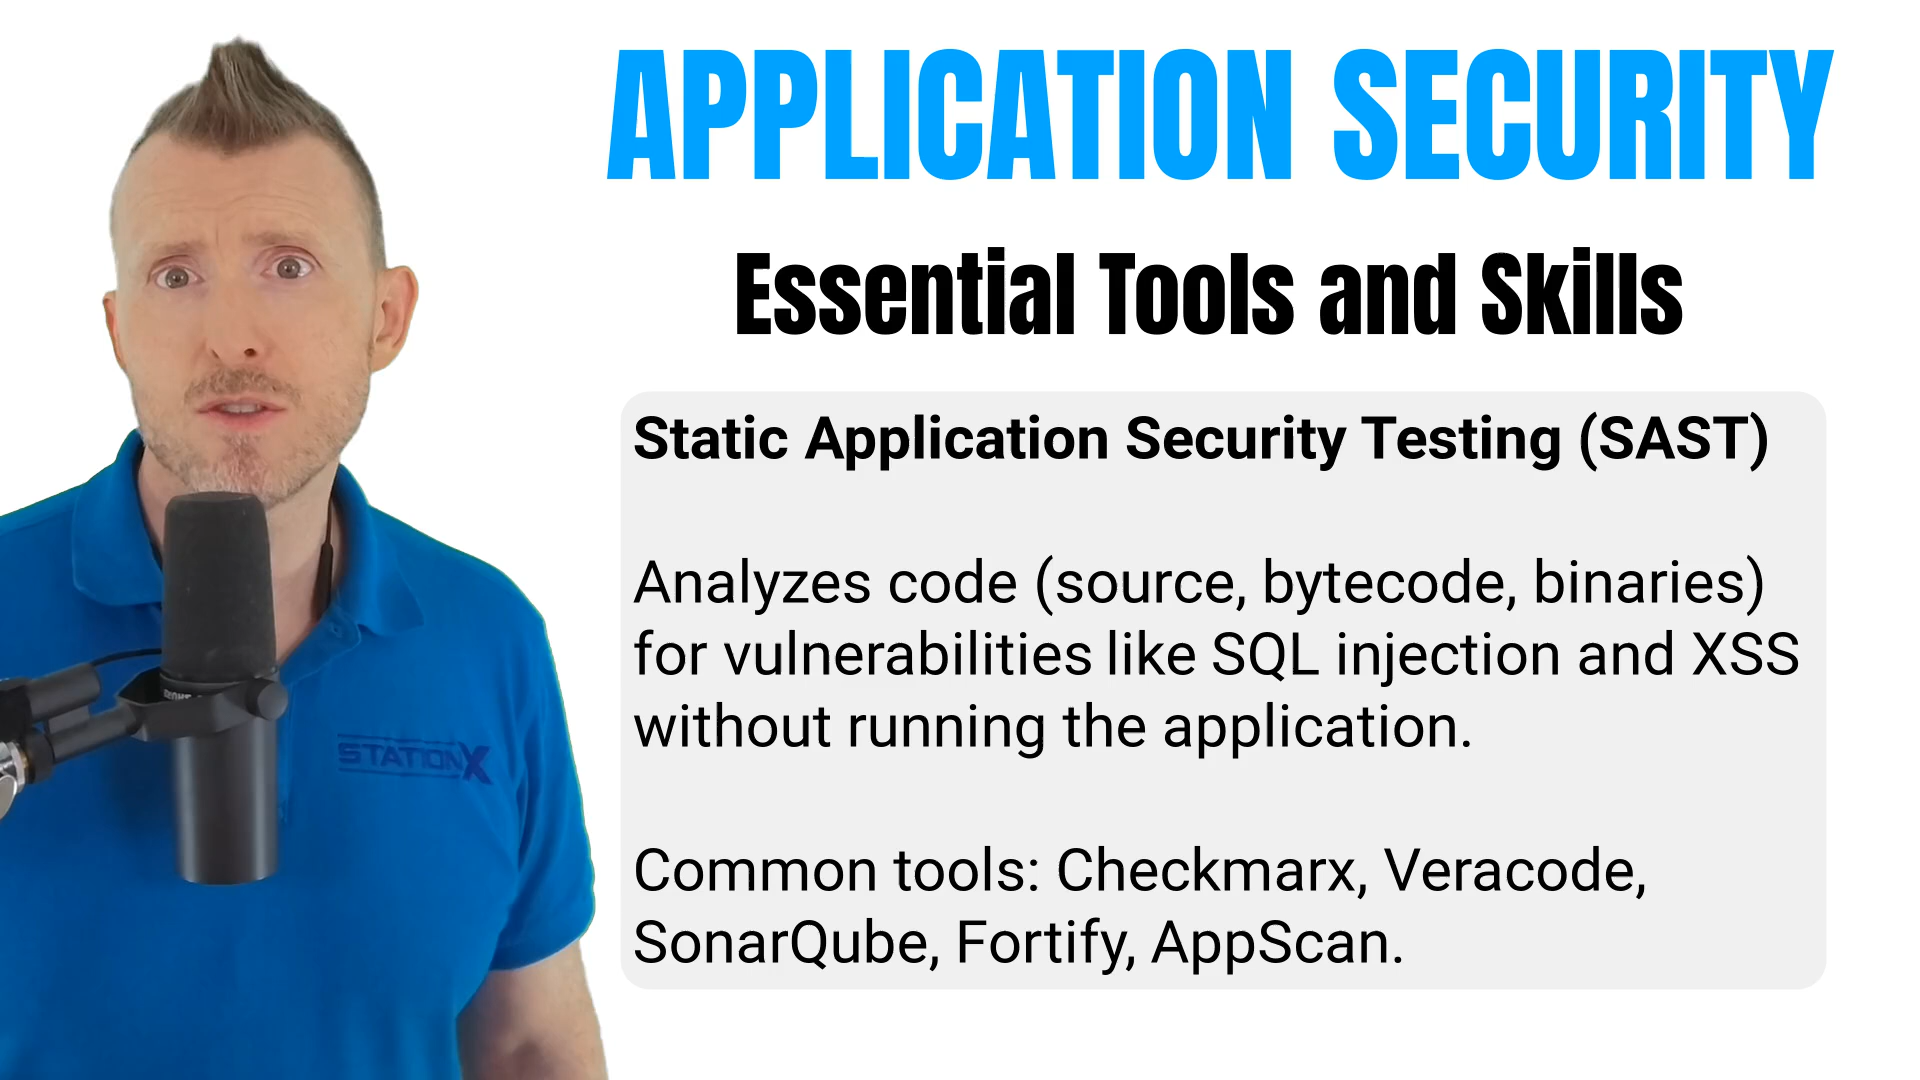 APPLICATION SECURITY
Essential Tools and Skills
Static Application Security Testing (SAST)
Analyzes code (source, bytecode, binaries)
for vulnerabilities like SQL injection and XSS
without running the application.
Common tools: Checkmarx, Veracode,
SonarQube, Fortify, AppScan.
STATIONX